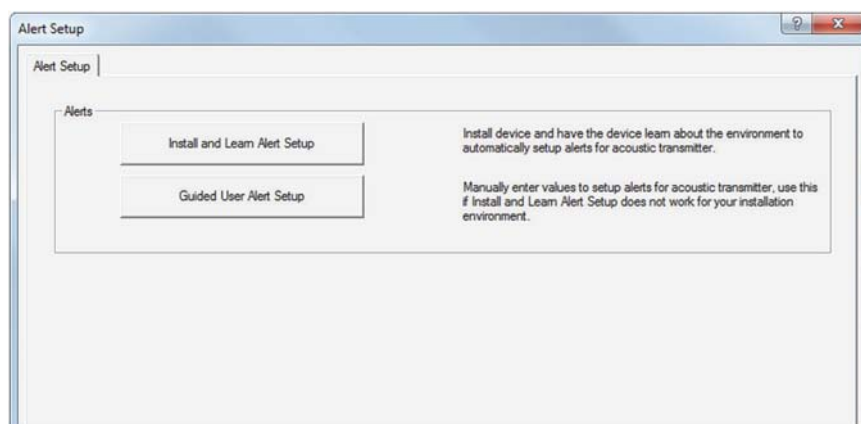 Alert Setup
Alert Setup
Alerts
Install and Learn Alert Setup
Install device and have the device learn about the environment to
automatically setup alerts for acoustic transmitter.
Guided User Alert Setup
Manually enter values to setup alerts for acoustic transmitter, use this
if Install and Learn Alert Setup does not work for your installation
environment.